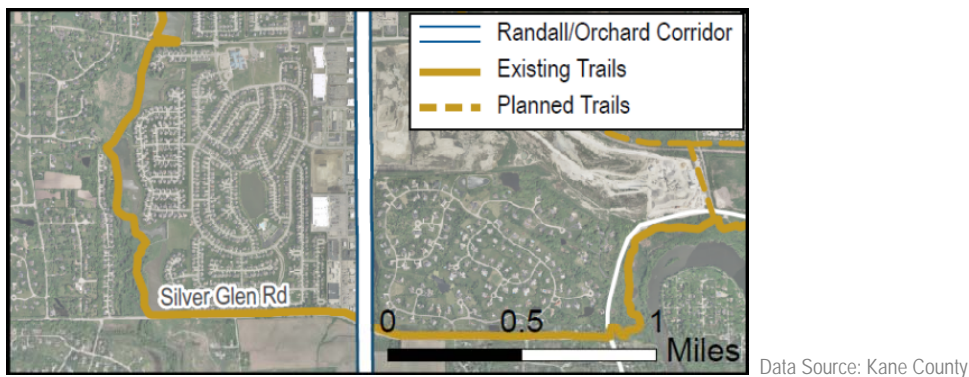 Randall/Orchard Corridor
Existing Trails
Planned Trails
Silver Glen Rd
0 0.5 1
Miles
Data Source: Kane County